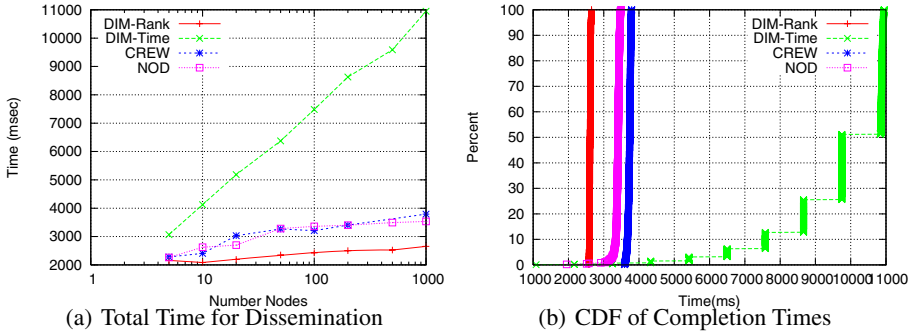 11000
10000
9000
8000
7000
6000
5000
4000
3000
2000
Time (msec)
DIM-Rank
DIM-Time
CREW
NOD
1
10
100
1000
Number Nodes
(a) Total Time for Dissemination
100
90
80
70
60
50
40
30
20
10
0
Percent
DIM-Rank
DIM-Time
CREW
NOD
1000 2000 3000 4000 5000 6000 7000 8000 9000 10000 11000
Time(ms)
(b) CDF of Completion Times